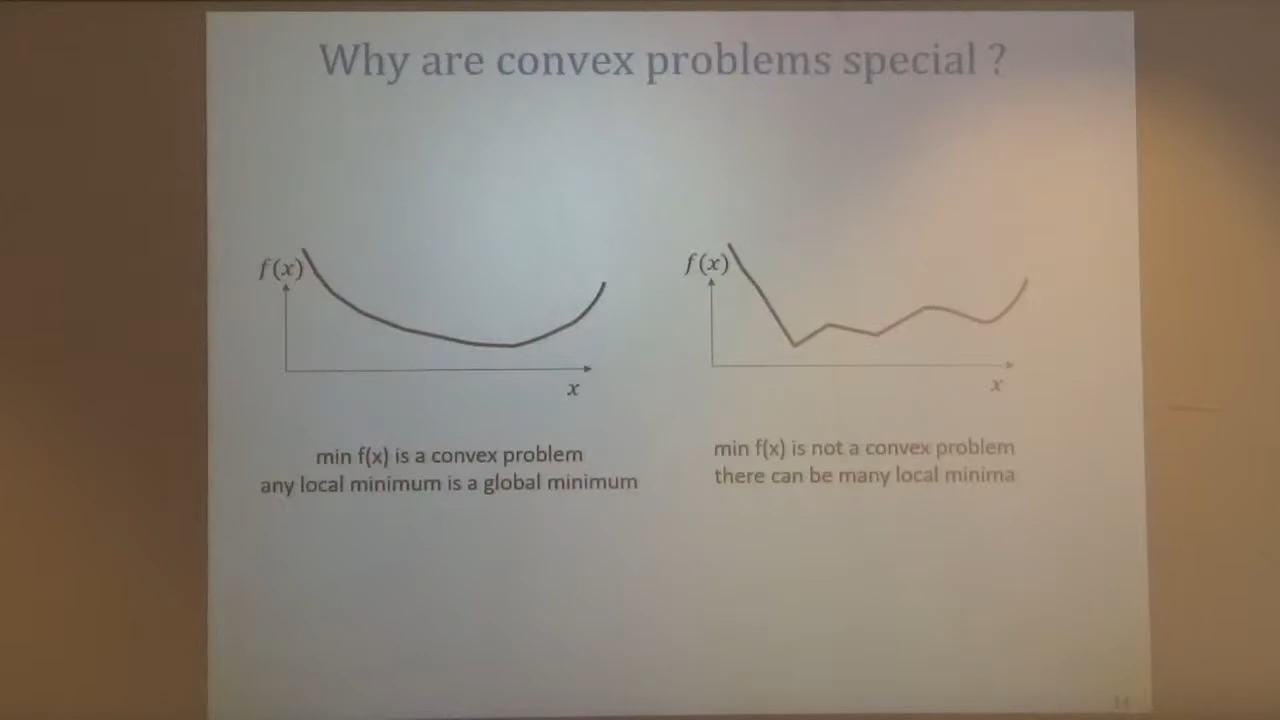 Why are convex problems special ?
f(x)
x
min f(x) is a convex problem
any local minimum is a global minimum
f(x)
x
min f(x) is not a convex problem
there can be many local minima
14